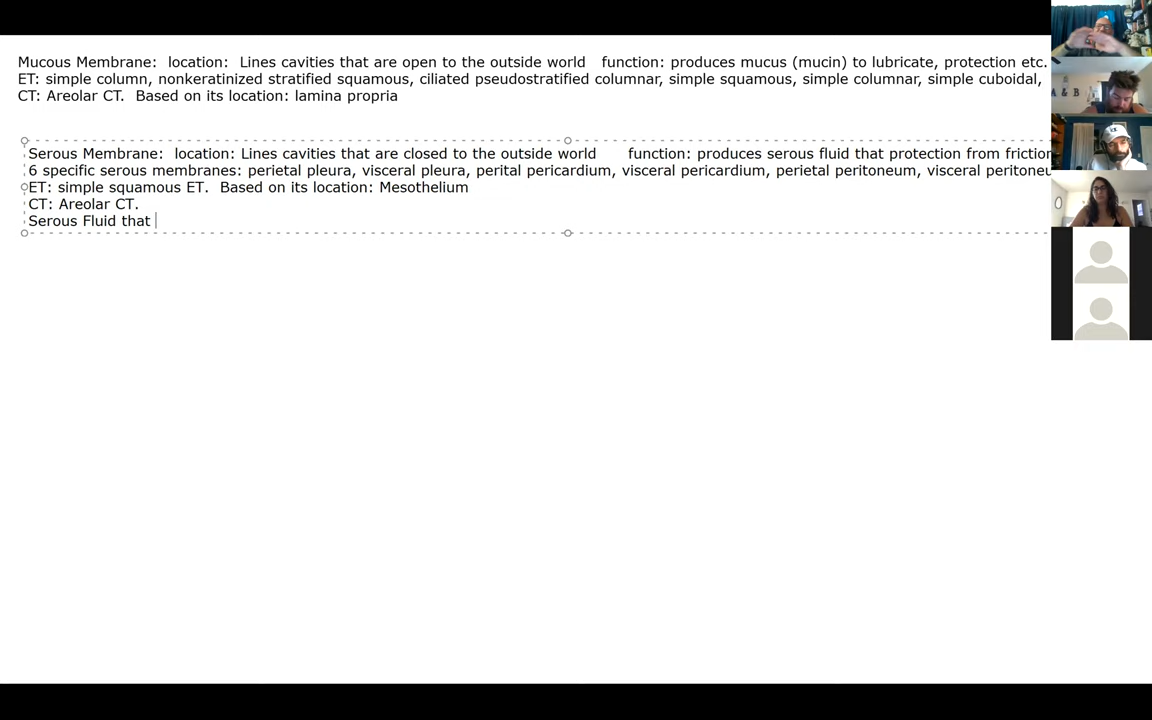 Mucous Membrane:  location:  Lines cavities that are open to the outside world   function: produces mucus (mucin) to lubricate, protection etc.
ET: simple column, nonkeratinized stratified squamous, ciliated pseudostratified columnar, simple squamous, simple columnar, simple cuboidal,
CT: Areolar CT.  Based on its location: lamina propria
Serous Membrane:  location: Lines cavities that are closed to the outside world      function: produces serous fluid that protection from friction
6 specific serous membranes: perietal pleura, visceral pleura, perital pericardium, visceral pericardium, perietal peritoneum, visceral peritoneu
ET: simple squamous ET.  Based on its location: Mesothelium
CT: Areolar CT.
Serous Fluid that
A & B